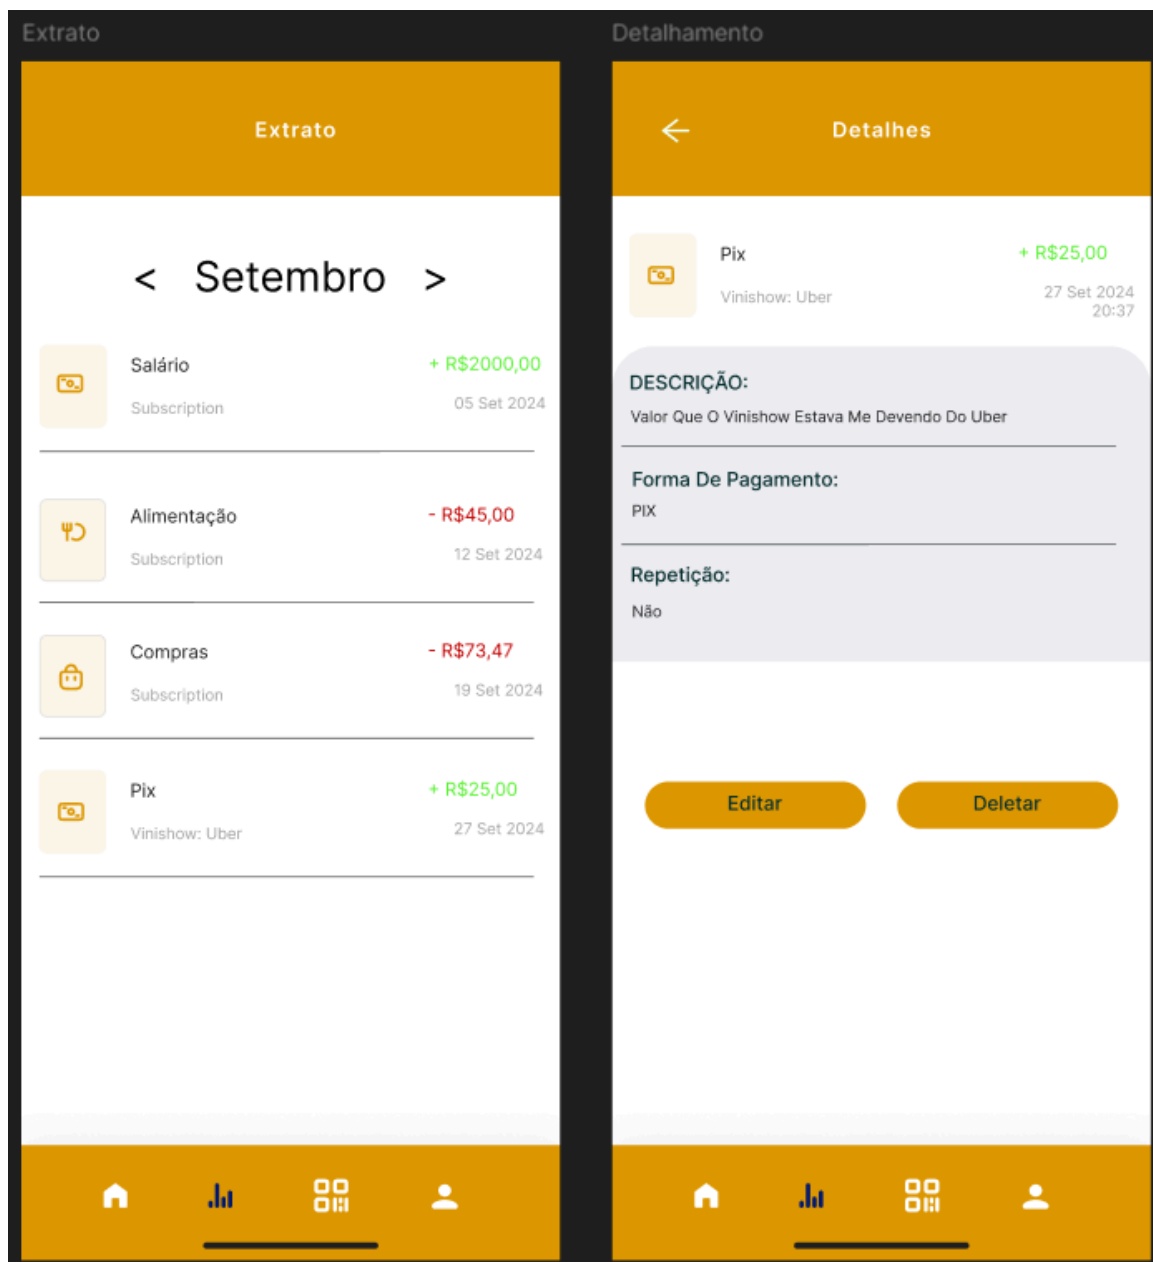 Extrato
Extrato
< Setembro >
Salário + R$2000,00
Subscription 05 Set 2024
Alimentação - R$45,00
Subscription 12 Set 2024
Compras - R$73,47
Subscription 19 Set 2024
Pix + R$25,00
Vinishow: Uber 27 Set 2024
Detalhamento
Detalhes
Pix + R$25,00
Vinishow: Uber 27 Set 2024
20:37
DESCRIÇÃO:
Valor Que O Vinishow Estava Me Devendo Do Uber
Forma De Pagamento:
PIX
Repetição:
Não
Editar Deletar